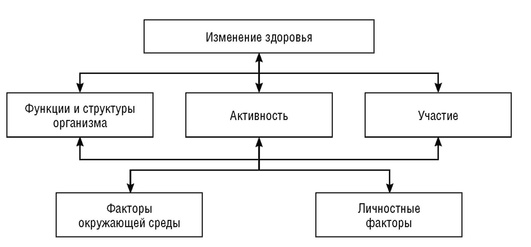 Изменение здоровья
Функции и структуры
организма
Активность
Участие
Факторы
окружающей среды
Личностные
факторы